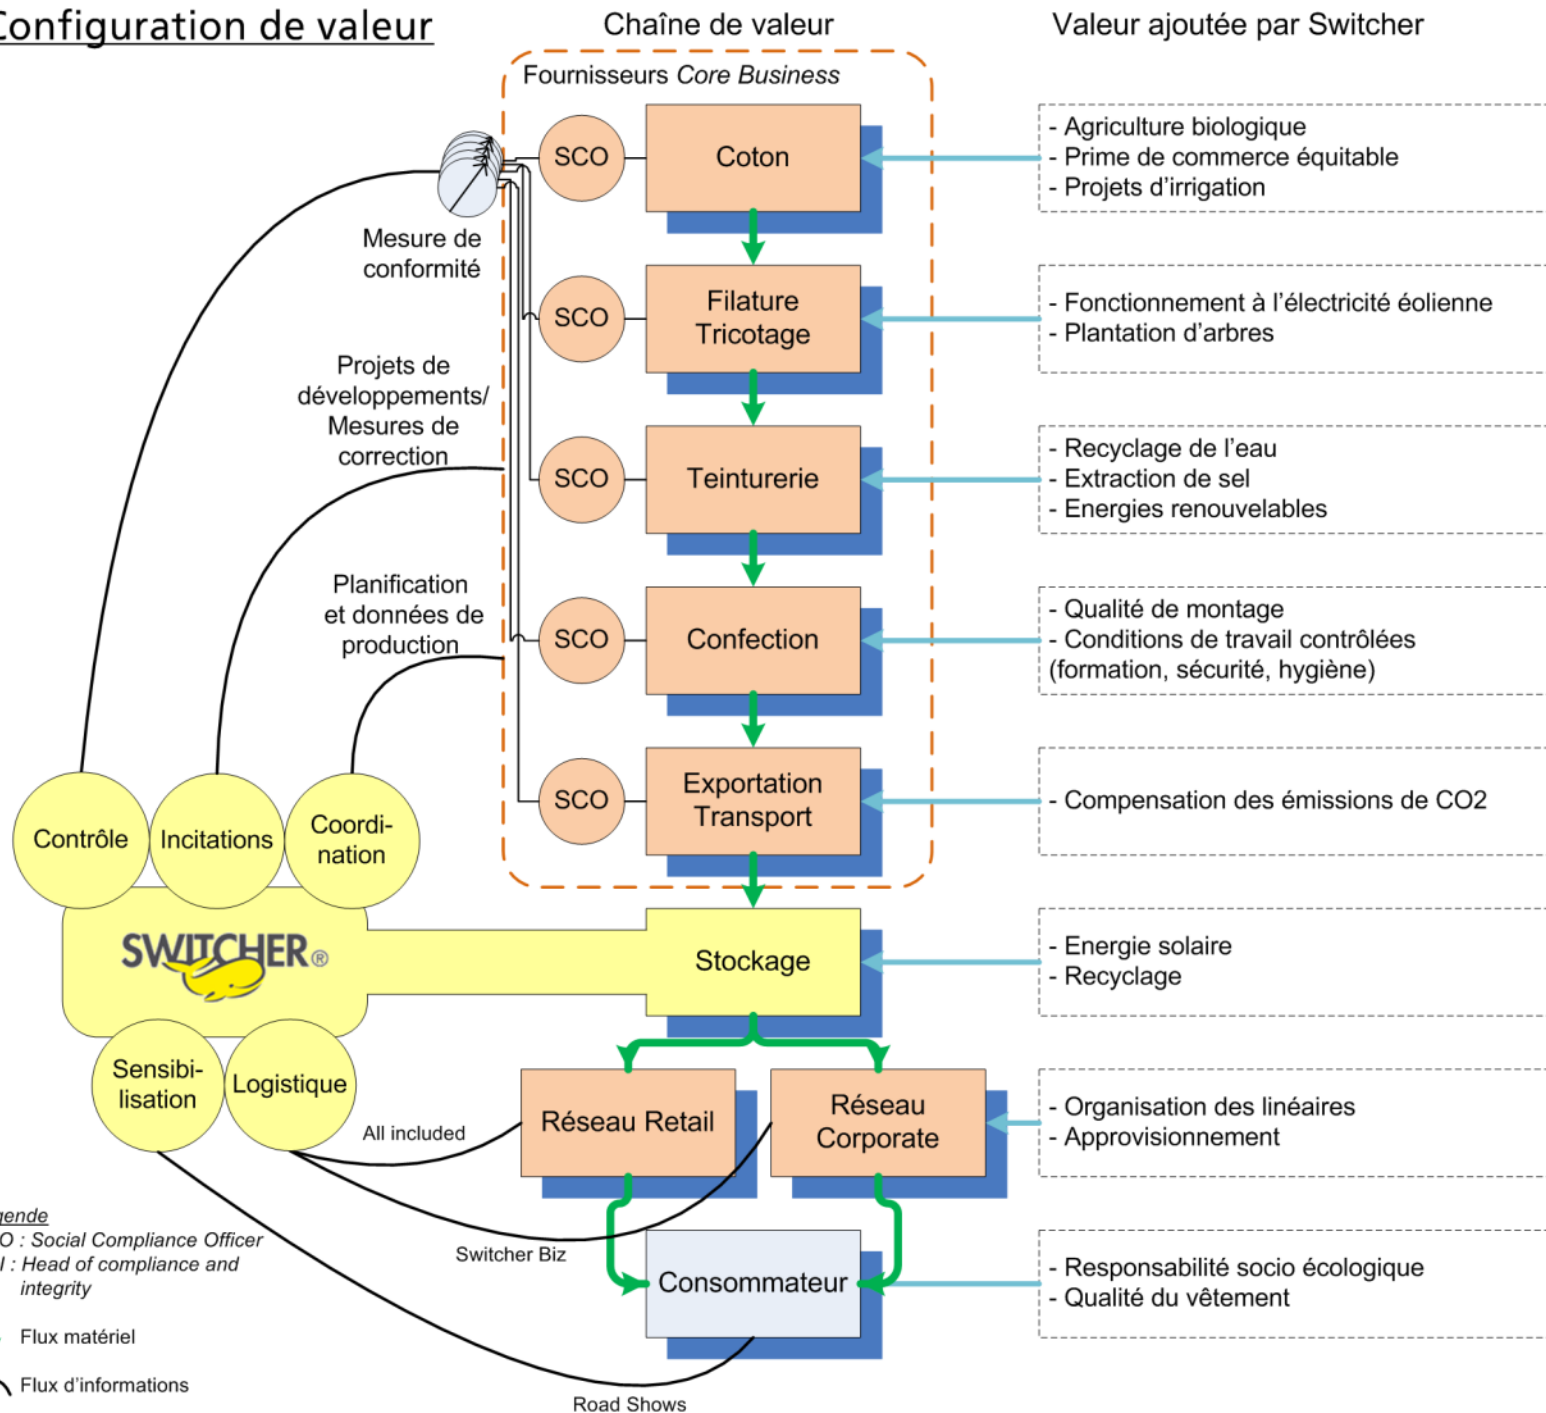 Configuration de valeur
Chaîne de valeur
Valeur ajoutée par Switcher
Fournisseurs Core Business
SCO
Coton
- Agriculture biologique
- Prime de commerce équitable
- Projets d'irrigation
Mesure de
conformité
SCO
Filature
Tricotage
- Fonctionnement à l'électricité éolienne
- Plantation d'arbres
Projets de
développements/
Mesures de
correction
SCO
Teinturerie
- Recyclage de l'eau
- Extraction de sel
- Energies renouvelables
Planification
et données de
production
SCO
Confection
- Qualité de montage
- Conditions de travail contrôlées
(formation, sécurité, hygiène)
SCO
Exportation
Transport
- Compensation des émissions de CO2
Contrôle
Incitations
Coordi-
nation
SWITCHER®
Stockage
- Energie solaire
- Recyclage
Sensibi-
lisation
Logistique
All included
Réseau Retail
Réseau
Corporate
- Organisation des linéaires
- Approvisionnement
Switcher Biz
Consommateur
- Responsabilité socio écologique
- Qualité du vêtement
Road Shows
gende
O : Social Compliance Officer
I : Head of compliance and
integrity
Flux matériel
Flux d'informations